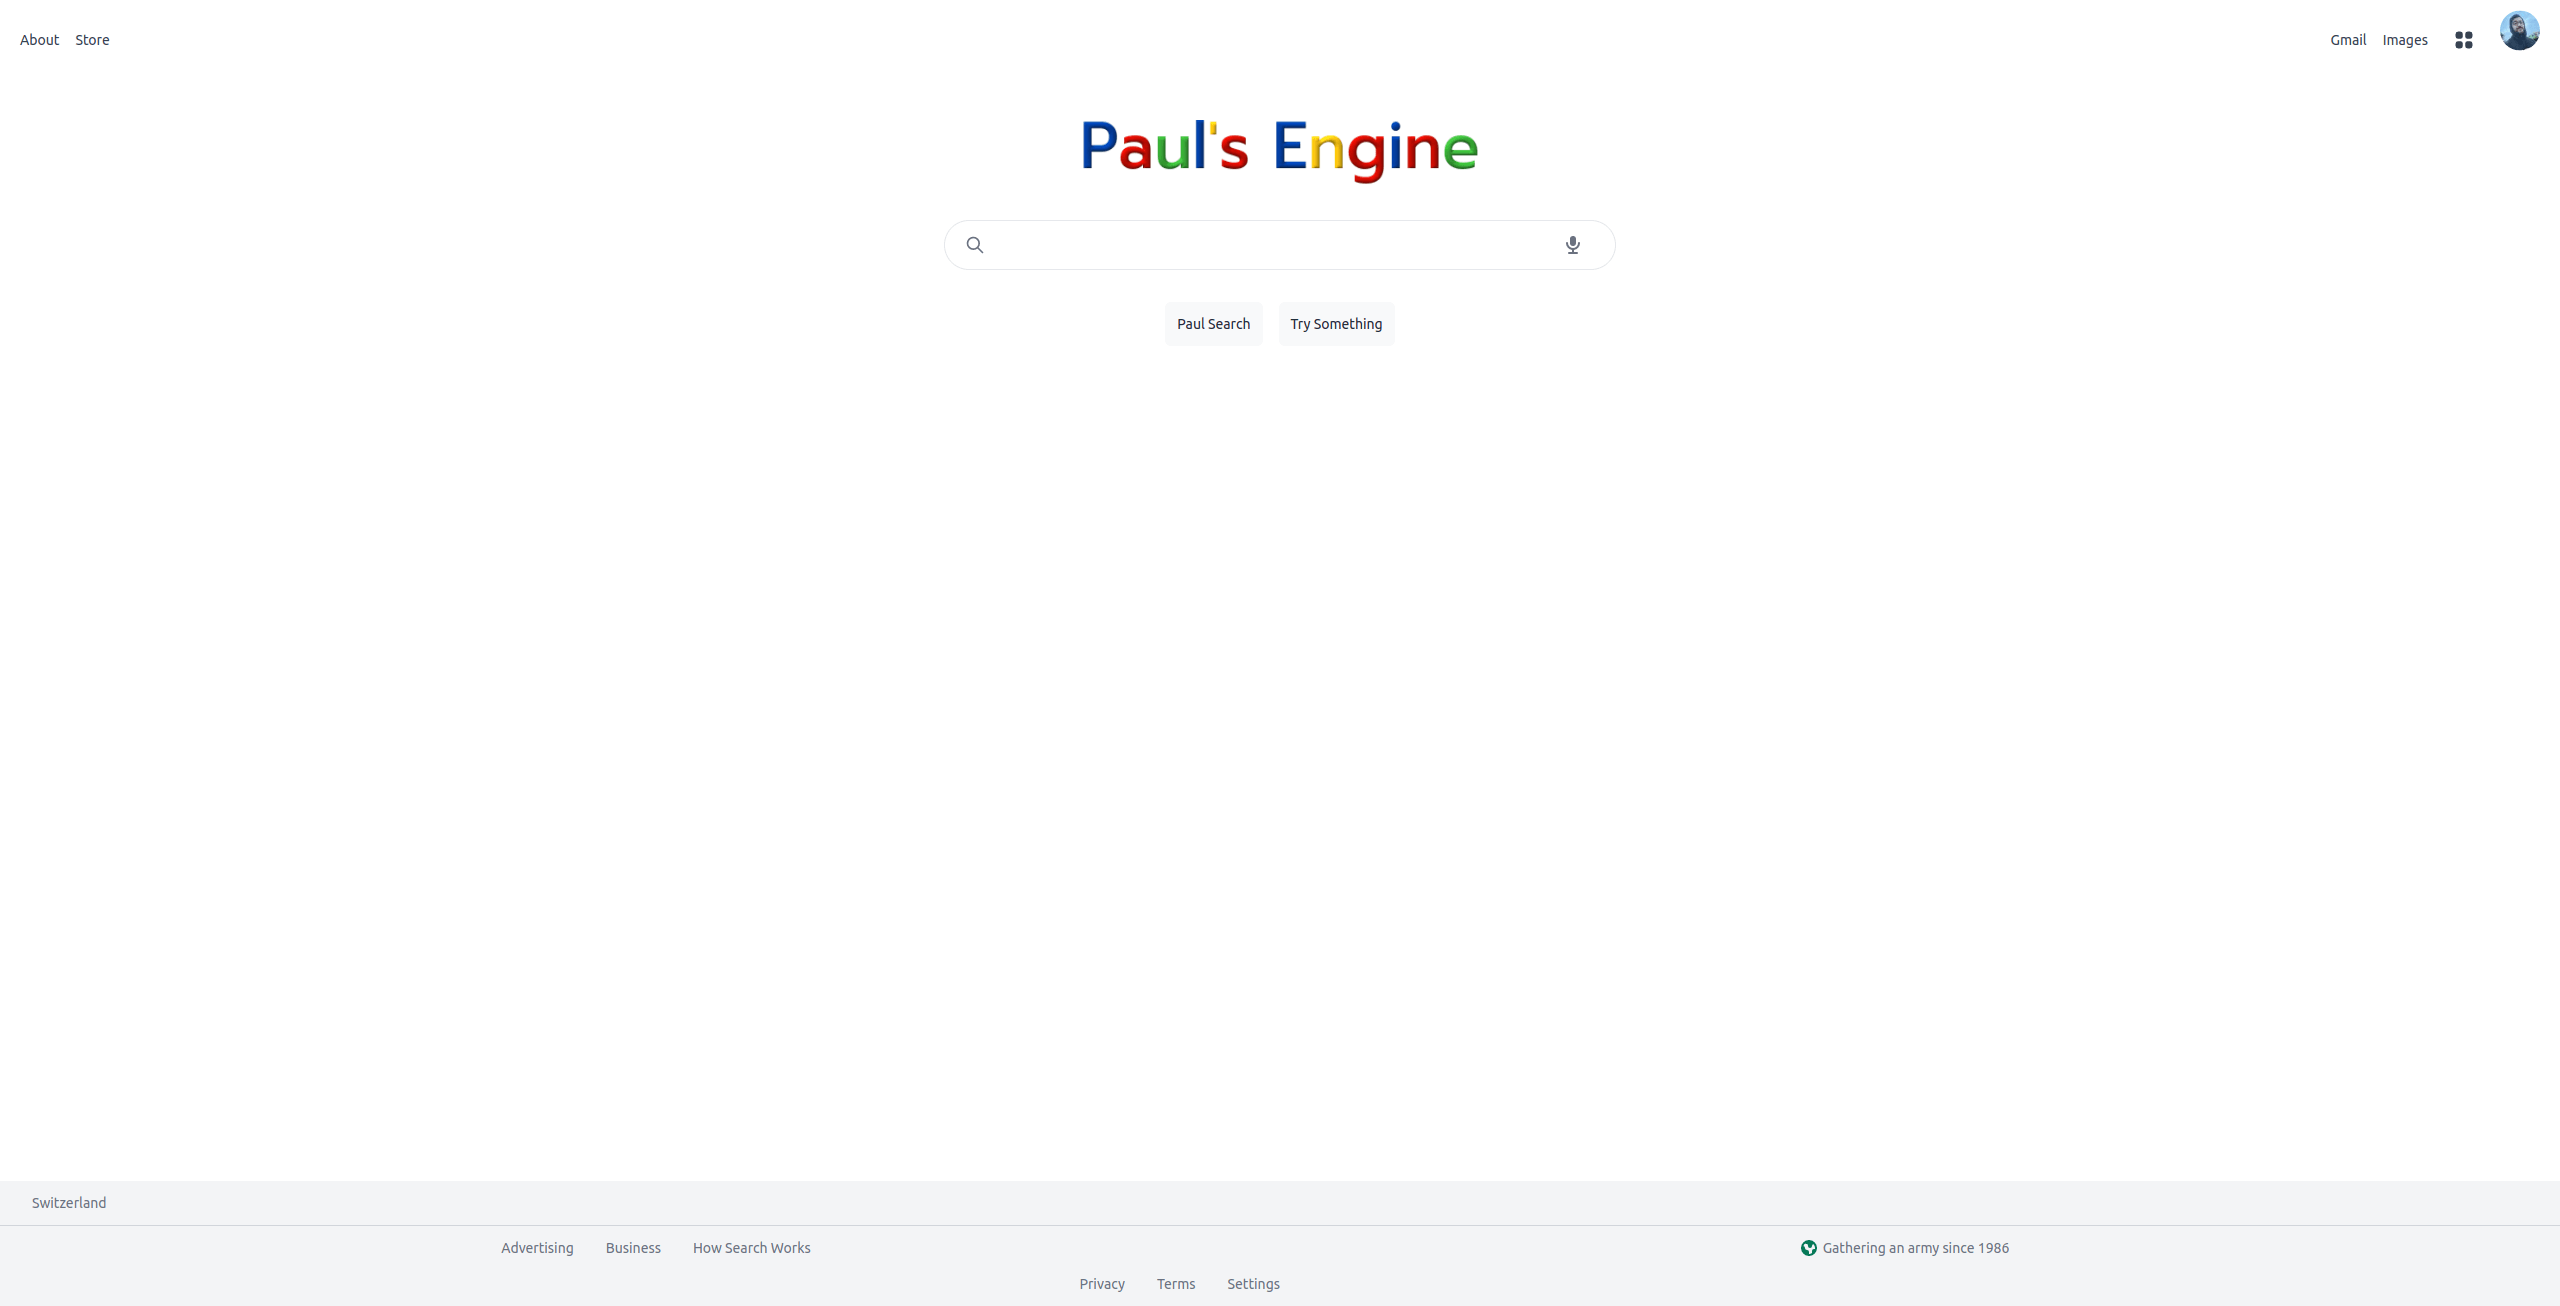 About Store Gmail Images
Paul's Engine
Paul Search Try Something
Switzerland
Advertising Business How Search Works Gathering an army since 1986
Privacy Terms Settings